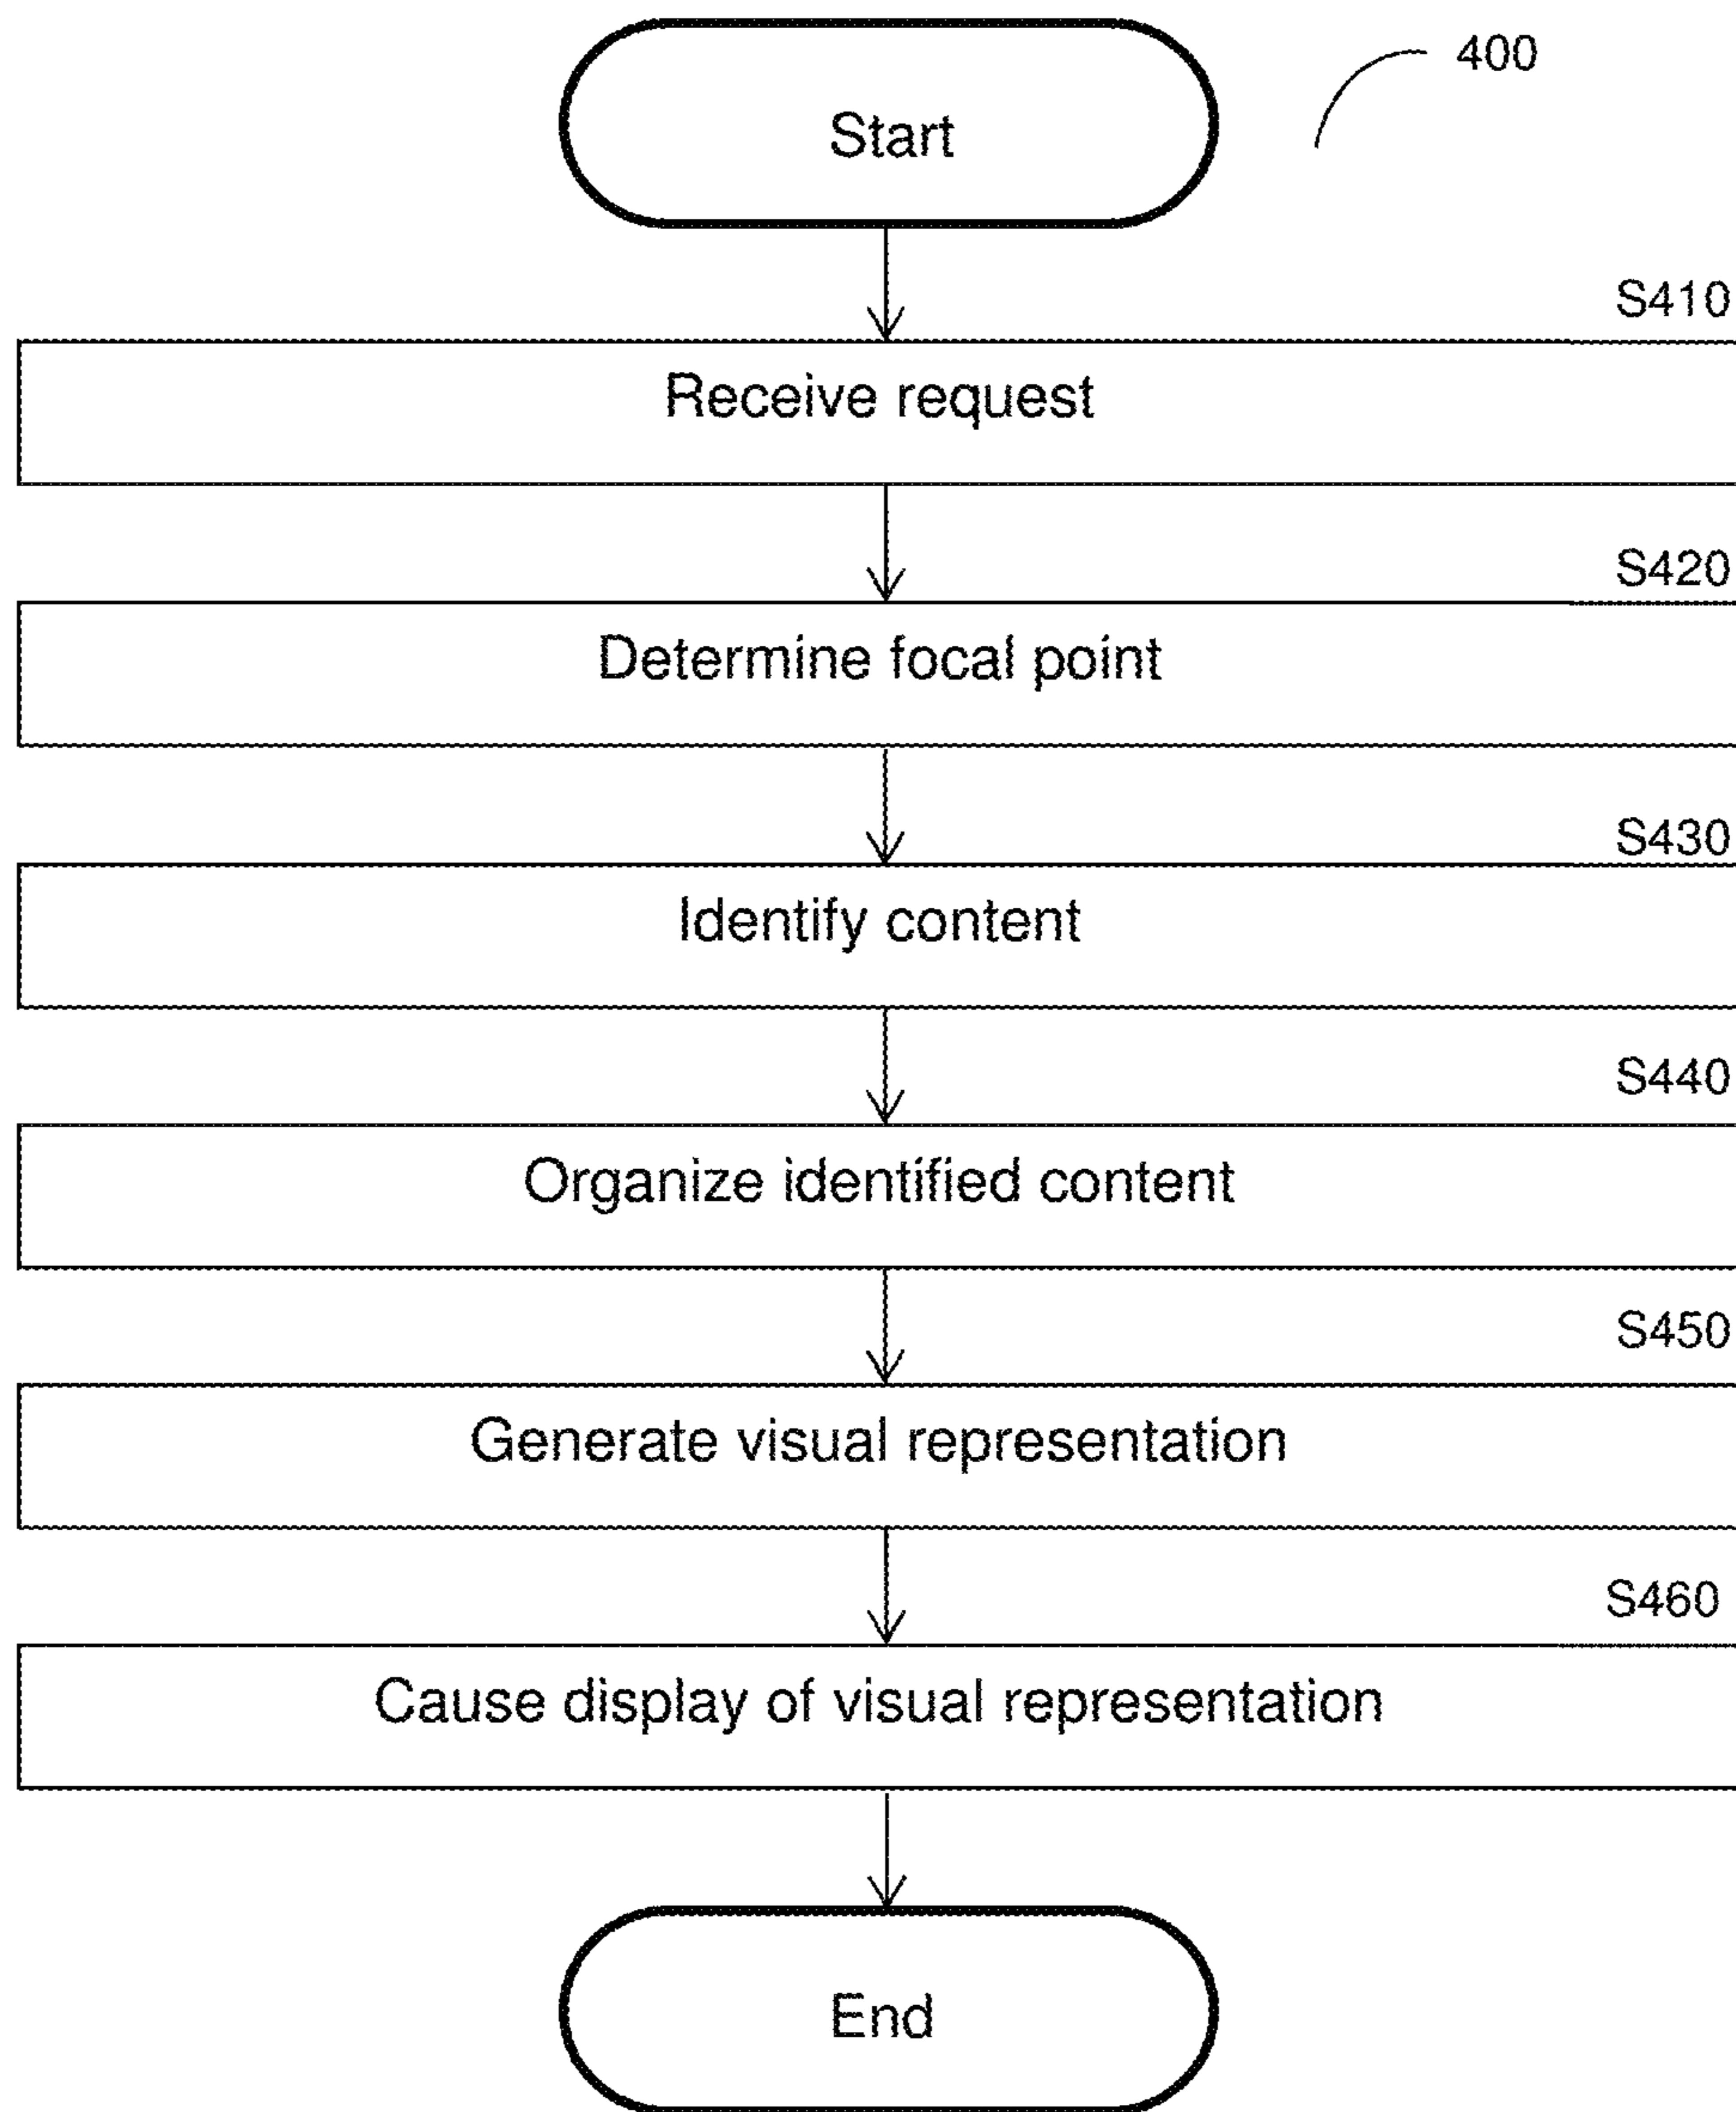 Start
400
S410
Receive request
S420
Determine focal point
S430
Identify content
S440
Organize identified content
S450
Generate visual representation
S460
Cause display of visual representation
End